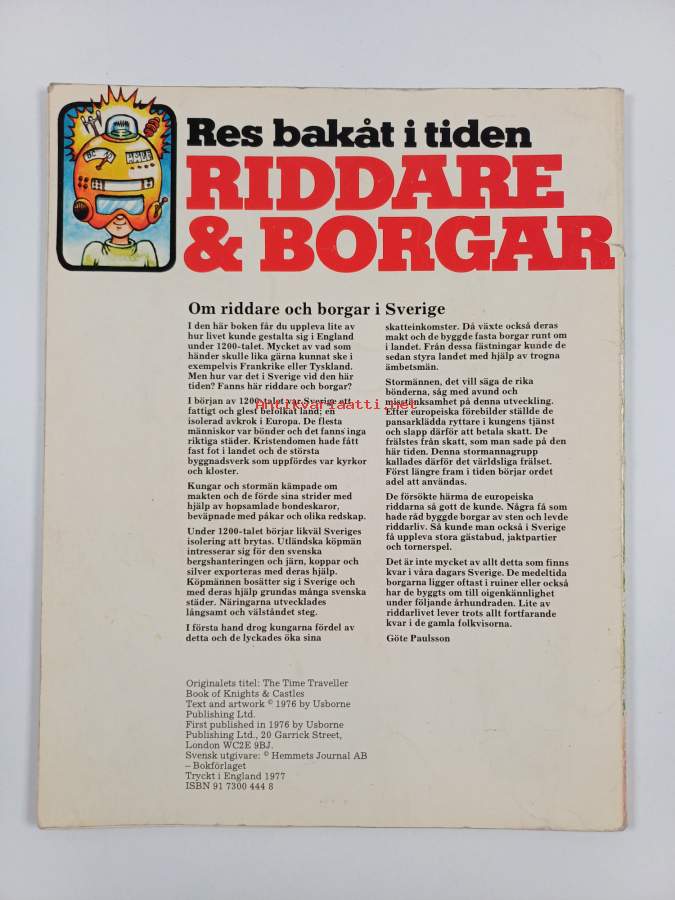 Res bakåt i tiden
RIDDARE
& BORGAR
Om riddare och borgar i Sverige
I den här boken får du uppleva lite av
hur livet kunde gestalta sig i England
under 1200-talet. Mycket av vad som
händer skulle lika gärna kunnat ske i
exempelvis Frankrike eller Tyskland.
Men hur var det i Sverige vid den här
tiden? Fanns här riddare och borgar?
I början av 1200-talet var Sverige ett
fattigt och glest befolkat land; en
isolerad avkrok i Europa. De flesta
människor var bönder och det fanns inga
riktiga städer. Kristendomen hade fått
fast fot i landet och de största
byggnadsverk som uppfördes var kyrkor
och kloster.
Kungar och stormän kämpade om
makten och de förde sina strider med
hjälp av hopsamlade bondeskaror,
beväpnade med påkar och olika redskap.
Under 1200-talet börjar likväl Sveriges
isolering att brytas. Utländska köpmän
intresserar sig för den svenska
bergshanteringen och järn, koppar och
silver exporteras med deras hjälp.
Köpmännen bosätter sig i Sverige och
med deras hjälp grundas många svenska
städer. Näringarna utvecklades
långsamt och välståndet steg.
I första hand drog kungarna fördel av
detta och de lyckades öka sina
skatteinkomster. Då växte också deras
makt och de byggde fasta borgar runt om
i landet. Från dessa fästningar kunde de
sedan styra landet med hjälp av trogna
ämbetsmän.
Stormännen, det vill säga de rika
bönderna, såg med avund och
misstänksamhet på denna utveckling.
Efter europeiska förebilder ställde de
pansarklädda ryttare i kungens tjänst
och slapp därför att betala skatt. De
frälstes från skatt, som man sade på den
här tiden. Denna stormannagrupp
kallades därför det världsliga frälset.
Först längre fram i tiden börjar ordet
adel att användas.
De försökte härma de europeiska
riddarna så gott de kunde. Några få som
hade råd byggde borgar av sten och levde
riddarliv. Så kunde man också i Sverige
få uppleva stora gästabud, jaktpartier
och tornerspel.
Det är inte mycket av allt detta som finns
kvar i våra dagars Sverige. De medeltida
borgarna ligger oftast i ruiner eller också
har de byggts om till oigenkännlighet
under följande århundraden. Lite av
riddarlivet lever trots allt fortfarande
kvar i de gamla folkvisorna.
Göte Paulsson
Antikvariaatti.net
Originalets titel: The Time Traveller
Book of Knights & Castles
Text and artwork © 1976 by Usborne
Publishing Ltd.
First published in 1976 by Usborne
Publishing Ltd., 20 Garrick Street,
London WC2E 9BJ.
Svensk utgivare: © Hemmets Journal AB
– Bokförlaget
Tryckt i England 1977
ISBN 91 7300 444 8